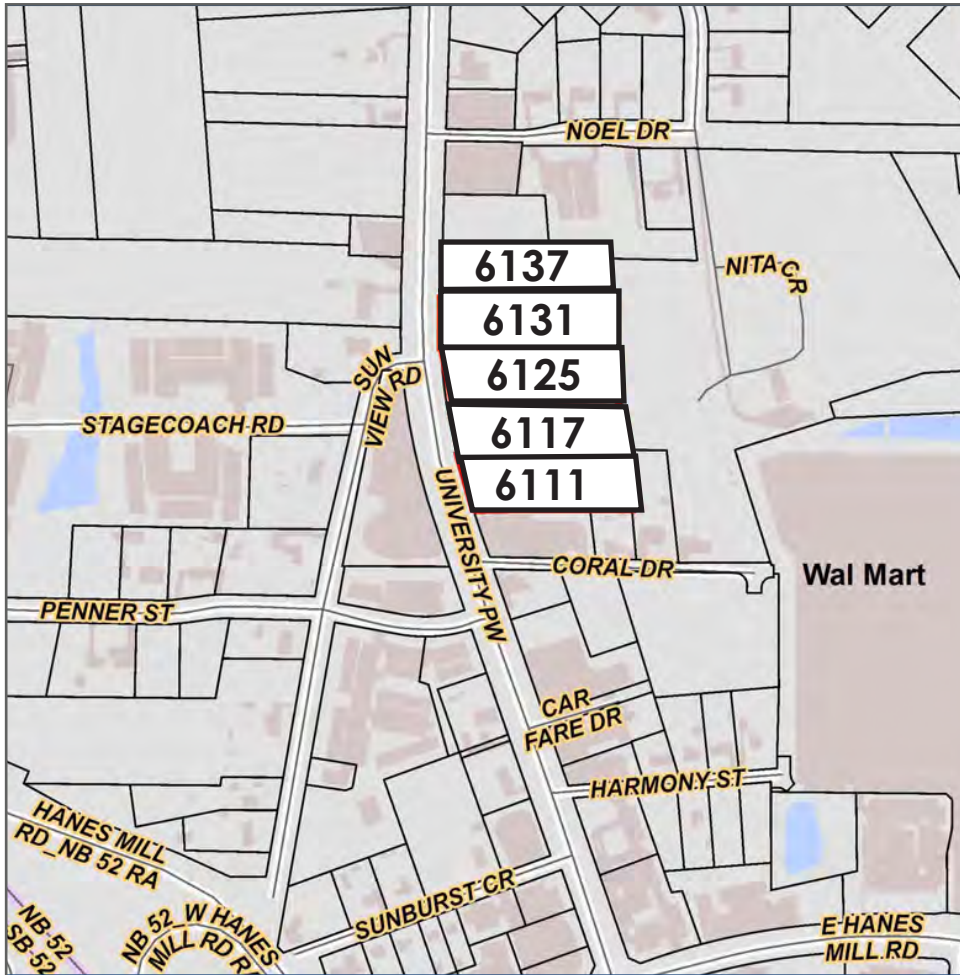 NOEL DR
6137
NITA CR
6131
SUN
VIEW RD
6125
STAGECOACH RD
6117
6111
UNIVERSITY PW
CORAL DR
Wal Mart
PENNER ST
CAR
FARE DR
HARMONY ST
HANES MILL
RD_NB 52 RA
SUNBURST CR
NB 52_W HANES
MILL RD RA
NB 52
SB 52
E HANES
MILL RD